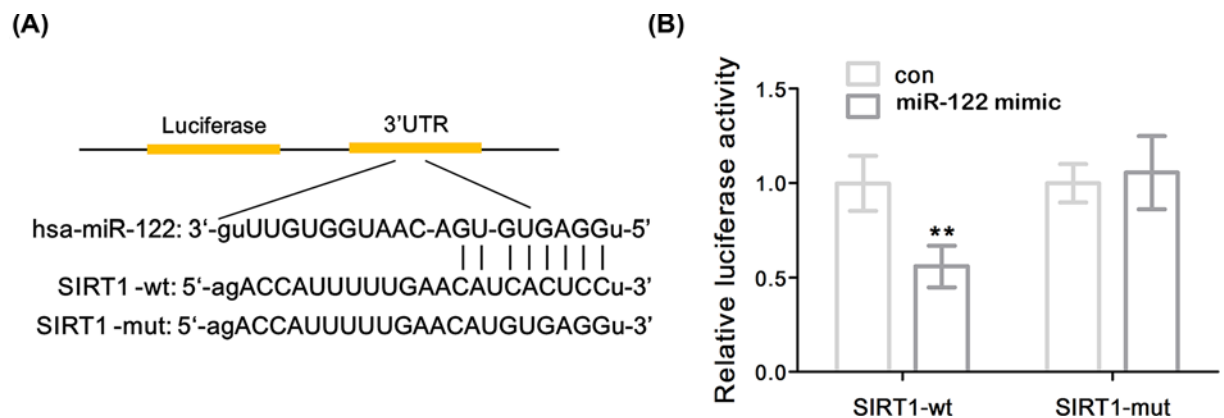 (A)
Luciferase
3'UTR
hsa-miR-122: 3'-guUUGUGGUAAC-AGU-GUGAGGu-5'
SIRT1-wt: 5'-agACCAUUUUUGAACAUCACUCCu-3'
SIRT1-mut: 5'-agACCAUUUUUGAACAUGUGAGGu-3'
(B)
con
miR-122 mimic
Relative luciferase activity
1.5
1.0
0.5
0.0
**
SIRT1-wt
SIRT1-mut